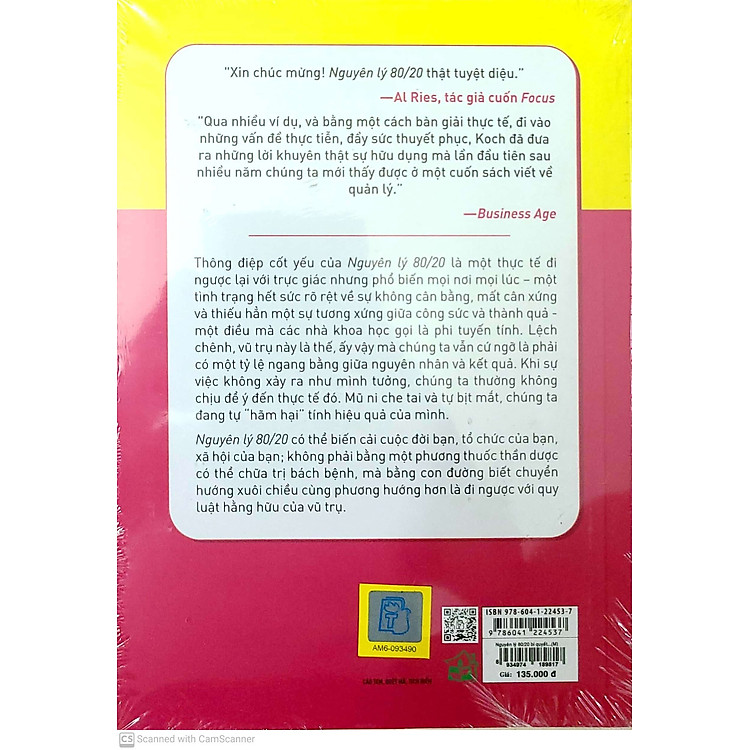 “Xin chúc mừng! Nguyên lý 80/20 thật tuyệt diệu.”
—Al Ries, tác giả cuốn Focus
“Qua nhiều ví dụ, và bằng một cách bàn giải thực tế, đi vào
những vấn đề thực tiễn, đầy sức thuyết phục, Koch đã đưa
ra những lời khuyên thật sự hữu dụng mà lần đầu tiên sau
nhiều năm chúng ta mới thấy được ở một cuốn sách viết về
quản lý.”
—Business Age
Thông điệp cốt yếu của Nguyên lý 80/20 là một thực tế đi
ngược lại với trực giác nhưng phổ biến mọi nơi mọi lúc – một
tình trạng hết sức rõ rệt về sự không cân bằng, mất cân xứng
và thiếu hẳn một sự tương xứng giữa công sức và thành quả -
một điều mà các nhà khoa học gọi là phi tuyến tính. Lệch
chênh, vũ trụ này là thế, ấy vậy mà chúng ta vẫn cứ ngỡ là phải
có một tỷ lệ ngang bằng giữa nguyên nhân và kết quả. Khi sự
việc không xảy ra như mình tưởng, chúng ta thường không
chịu để ý đến thực tế đó. Mũ ni che tai và tự bịt mắt, chúng ta
đang tự “hãm hại” tính hiệu quả của mình.
Nguyên lý 80/20 có thể biến cải cuộc đời bạn, tổ chức của bạn,
xã hội của bạn; không phải bằng một phương thuốc thần dược
có thể chữa trị bách bệnh, mà bằng con đường biết chuyển
hướng xuôi chiều cùng phương hướng hơn là đi ngược với quy
luật hằng hữu của vũ trụ.
T
AM6-093490
ISBN 978-604-1-22453-7
9 786041 224537
Nguyên lý 80/20 bí quyết...(M)
8 934974 189817
Giá: 135.000 đ
CS Scanned with CamScanner